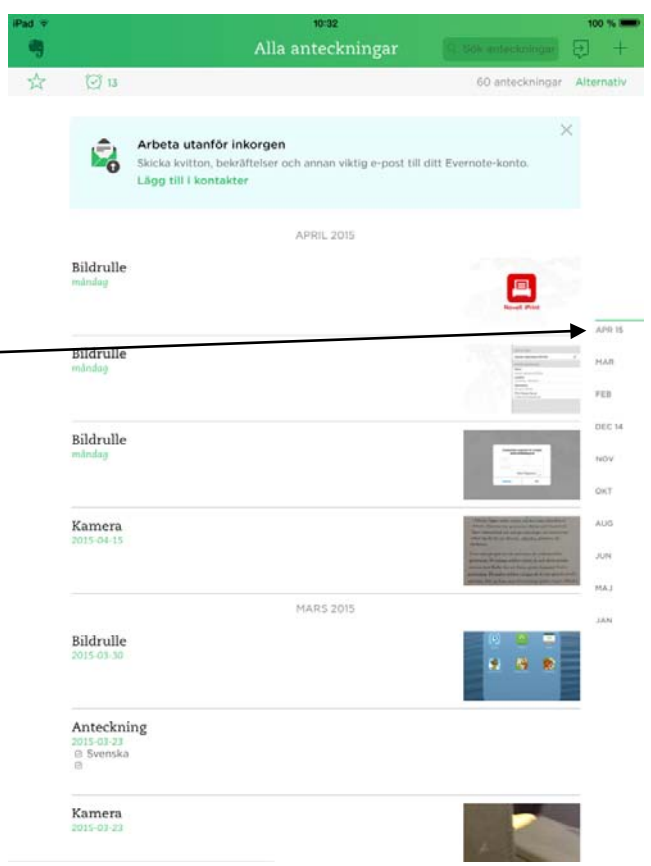 iPad 10:32 100 %
Alla anteckningar Sök anteckningar
13 60 anteckningar Alternativ
Arbeta utanför inkorgen
Skicka kvitton, bekräftelser och annan viktig e-post till ditt Evernote-konto.
Lägg till i kontakter
APRIL 2015
Bildrulle
måndag
Novell iPrint
APR 15
Bildrulle
måndag
MAR
FEB
DEC 14
Bildrulle
måndag
NOV
OKT
Kamera
2015-04-15
AUG
JUN
MAJ
MARS 2015
JAN
Bildrulle
2015-03-30
Anteckning
2015-03-23
Svenska
Kamera
2015-03-23